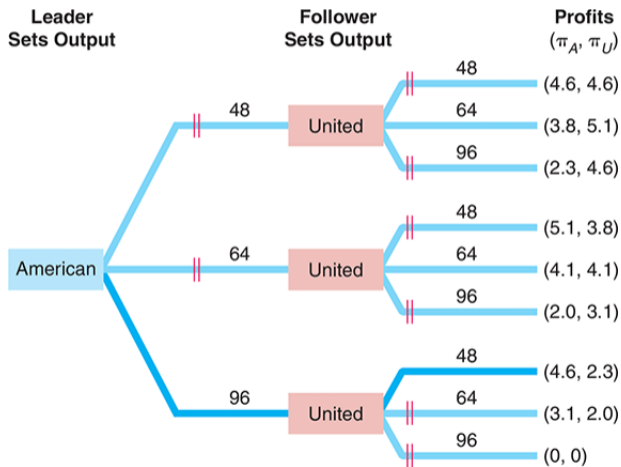 Leader
Sets Output
Follower
Sets Output
Profits
(π_A, π_U)
American
48
United
48
(4.6, 4.6)
64
(3.8, 5.1)
96
(2.3, 4.6)
64
United
48
(5.1, 3.8)
64
(4.1, 4.1)
96
(2.0, 3.1)
96
United
48
(4.6, 2.3)
64
(3.1, 2.0)
96
(0, 0)